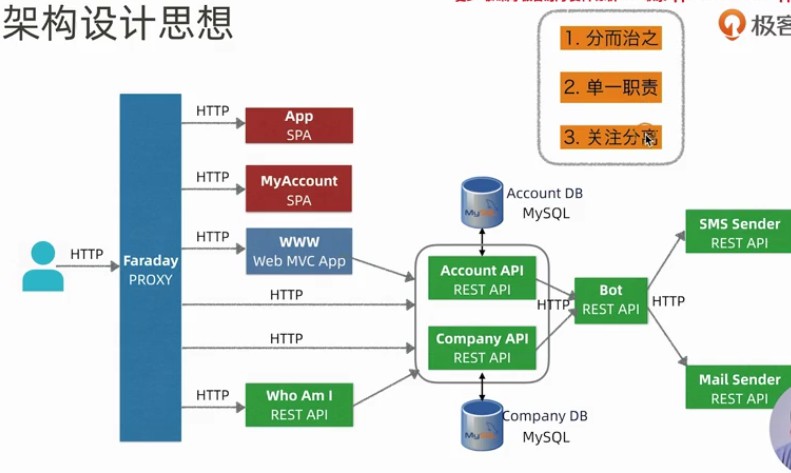 架构设计思想
极客
1. 分而治之
2. 单一职责
3. 关注分离
HTTP
App
SPA
HTTP
MyAccount
SPA
HTTP
WWW
Web MVC App
HTTP
Faraday
PROXY
HTTP
HTTP
HTTP
Who Am I
REST API
Account DB
MySQL
MySQL
Account API
REST API
Company API
REST API
HTTP
Company DB
MySQL
MySQL
Bot
REST API
HTTP
SMS Sender
REST API
Mail Sender
REST API